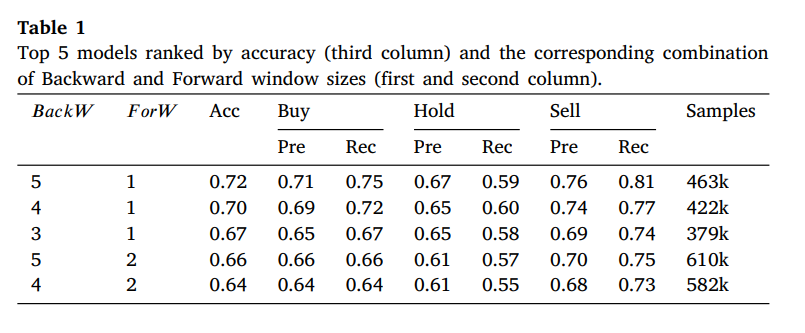 Table 1
Top 5 models ranked by accuracy (third column) and the corresponding combination
of Backward and Forward window sizes (first and second column).
BackW ForW Acc Buy Hold Sell Samples
Pre Rec Pre Rec Pre Rec
5 1 0.72 0.71 0.75 0.67 0.59 0.76 0.81 463k
4 1 0.70 0.69 0.72 0.65 0.60 0.74 0.77 422k
3 1 0.67 0.65 0.67 0.65 0.58 0.69 0.74 379k
5 2 0.66 0.66 0.66 0.61 0.57 0.70 0.75 610k
4 2 0.64 0.64 0.64 0.61 0.55 0.68 0.73 582k